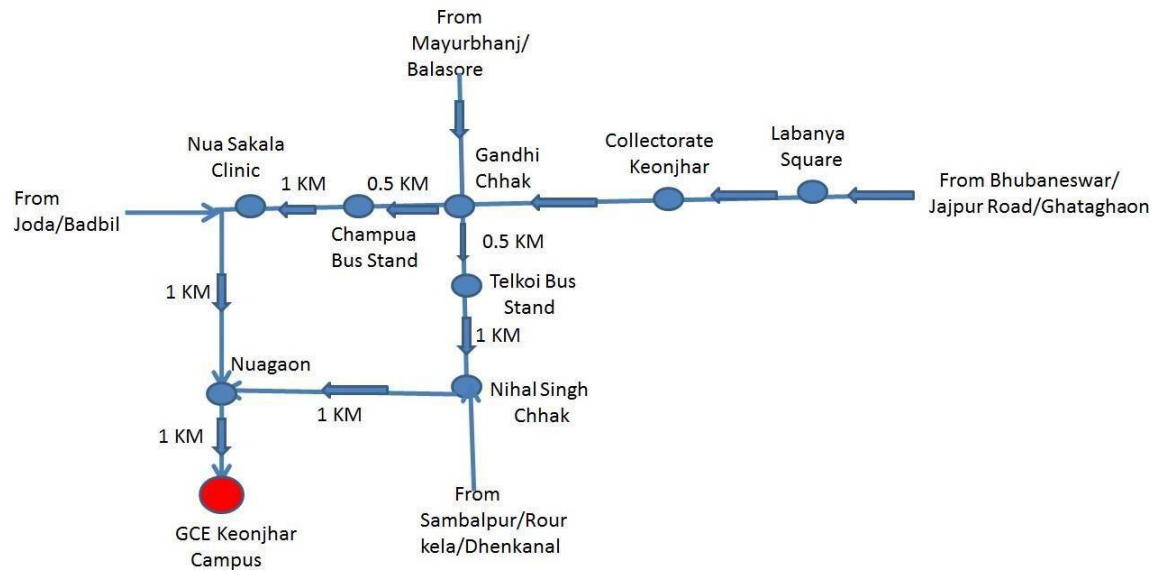 From
Mayurbhanj/
Balasore
Nua Sakala
Clinic
Gandhi
Chhak
Collectorate
Keonjhar
Labanya
Square
From
Joda/Badbil
1 KM
0.5 KM
From Bhubaneswar/
Jajpur Road/Ghataghaon
Champua
Bus Stand
0.5 KM
1 KM
Telkoi Bus
Stand
1 KM
Nuagaon
1 KM
Nihal Singh
Chhak
1 KM
From
Sambalpur/Rour
kela/Dhenkanal
GCE Keonjhar
Campus